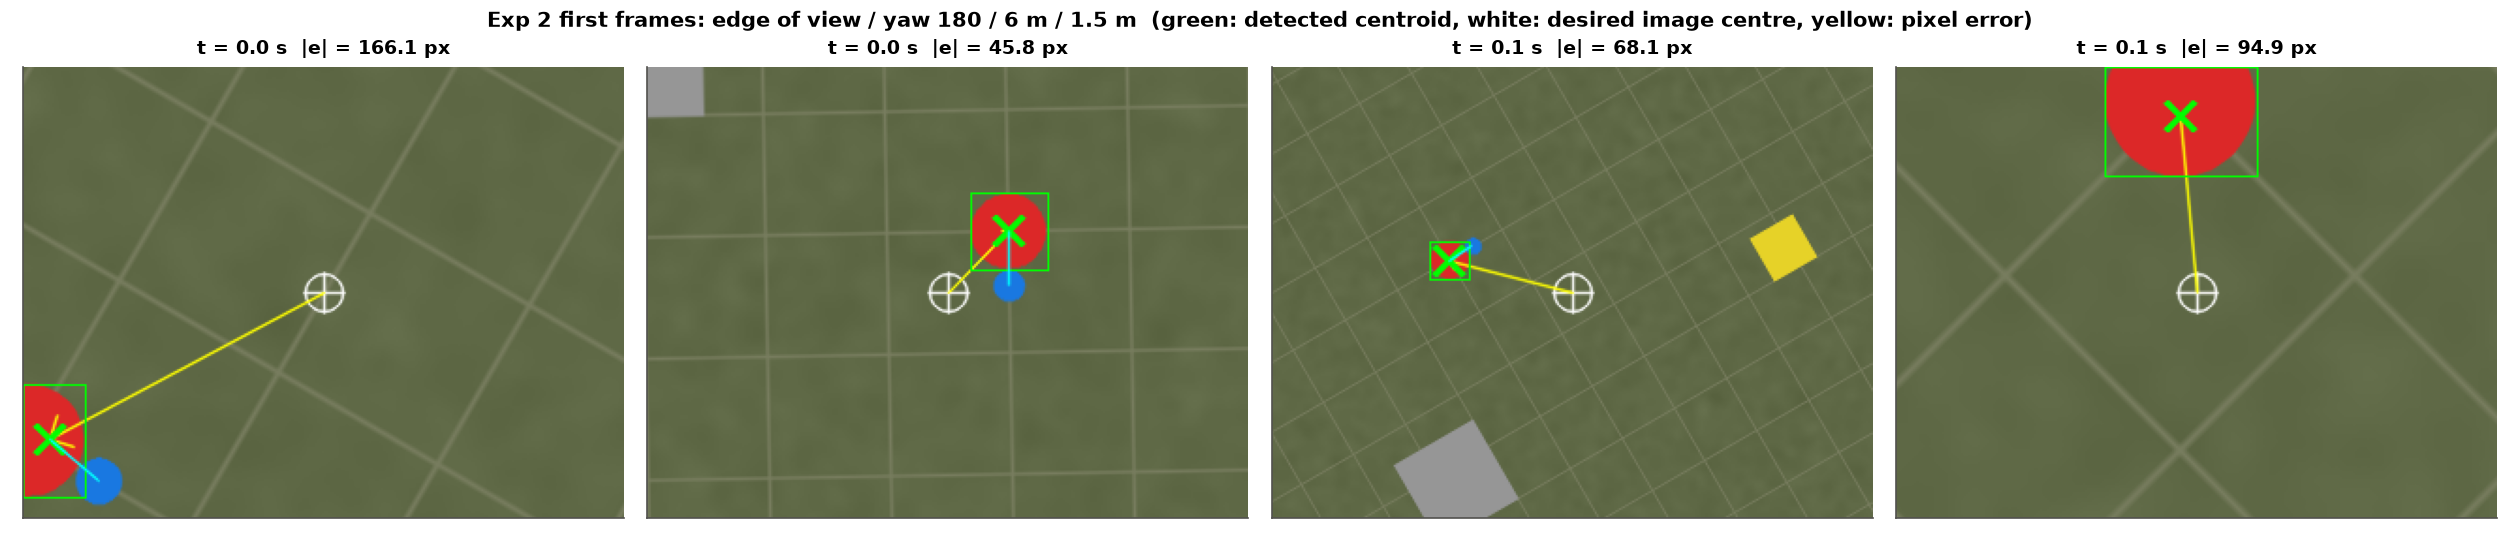 Exp 2 first frames: edge of view / yaw 180 / 6 m / 1.5 m (green: detected centroid, white: desired image centre, yellow: pixel error)
t = 0.0 s |e| = 166.1 px
t = 0.0 s |e| = 45.8 px
t = 0.1 s |e| = 68.1 px
t = 0.1 s |e| = 94.9 px